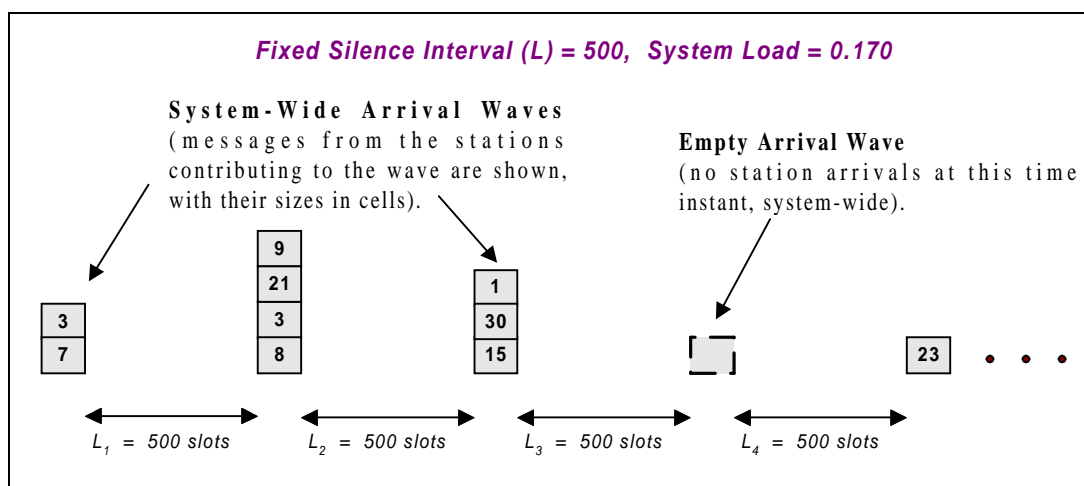 Fixed Silence Interval (L) = 500, System Load = 0.170
System-Wide Arrival Waves
(messages from the stations
contributing to the wave are shown,
with their sizes in cells).
Empty Arrival Wave
(no station arrivals at this time
instant, system-wide).
3
7
9
21
3
8
1
30
15
23
L1 = 500 slots
L2 = 500 slots
L3 = 500 slots
L4 = 500 slots